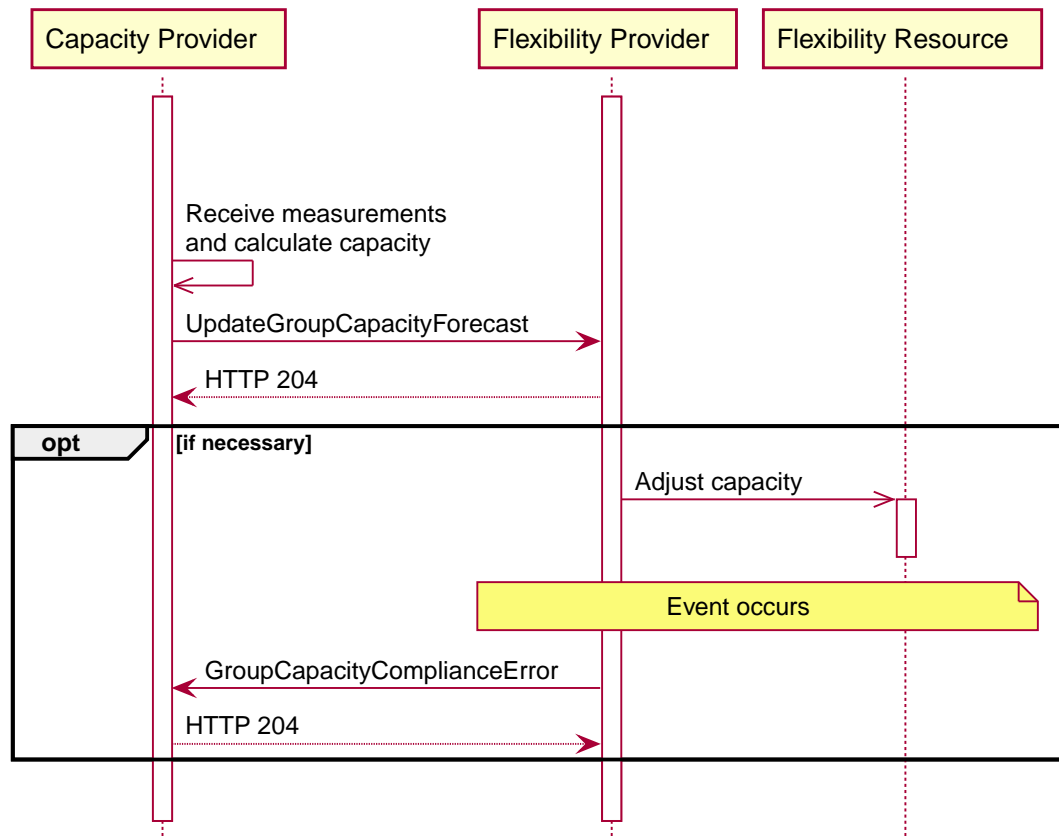 Capacity Provider
Flexibility Provider
Flexibility Resource
Receive measurements
and calculate capacity
UpdateGroupCapacityForecast
HTTP 204
opt
[if necessary]
Adjust capacity
Event occurs
GroupCapacityComplianceError
HTTP 204